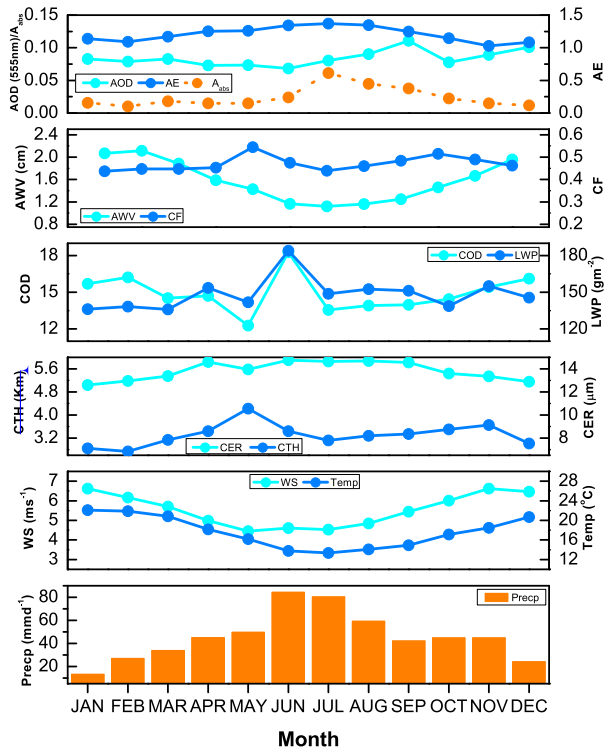 AOD (555nm)/Aabs
0.15
0.10
0.05
0.00
AOD AE Aabs
1.5
1.0
0.5
0.0
AE
AWV (cm)
2.4
2.0
1.6
1.2
0.8
AWV CF
0.6
0.5
0.4
0.3
0.2
CF
COD
18
15
12
COD LWP
180
150
120
LWP (gm-2)
CTH (Km)
5.6
4.8
4.0
3.2
CER CTH
14
12
10
8
CER (μm)
WS (ms-1)
7
6
5
4
3
WS Temp
28
24
20
16
12
Temp (°C)
Precp (mmd-1)
80
60
40
20
Precp
JAN FEB MAR APR MAY JUN JUL AUG SEP OCT NOV DEC
Month